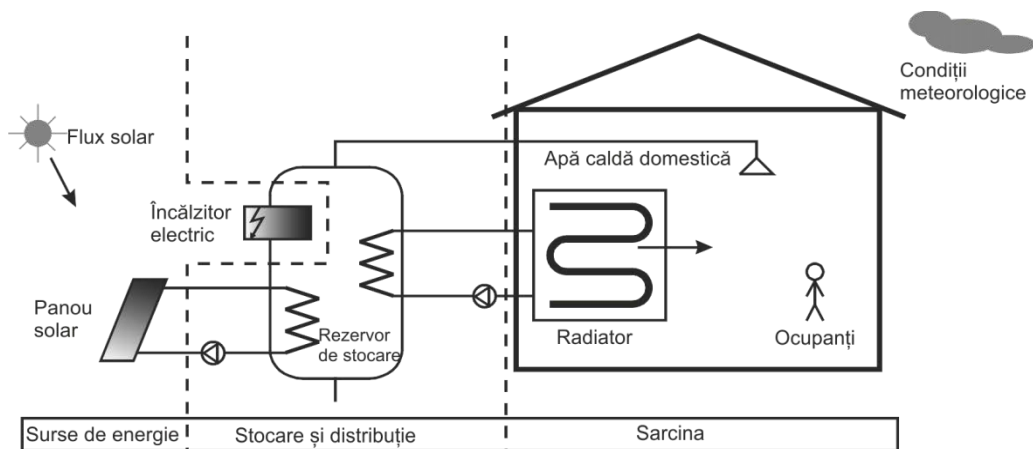 Condiții
meteorologice
Flux solar
Apă caldă domestică
Încălzitor
electric
Panou
solar
Rezervor
de stocare
Radiator
Ocupanți
Surse de energie
Stocare și distribuție
Sarcina